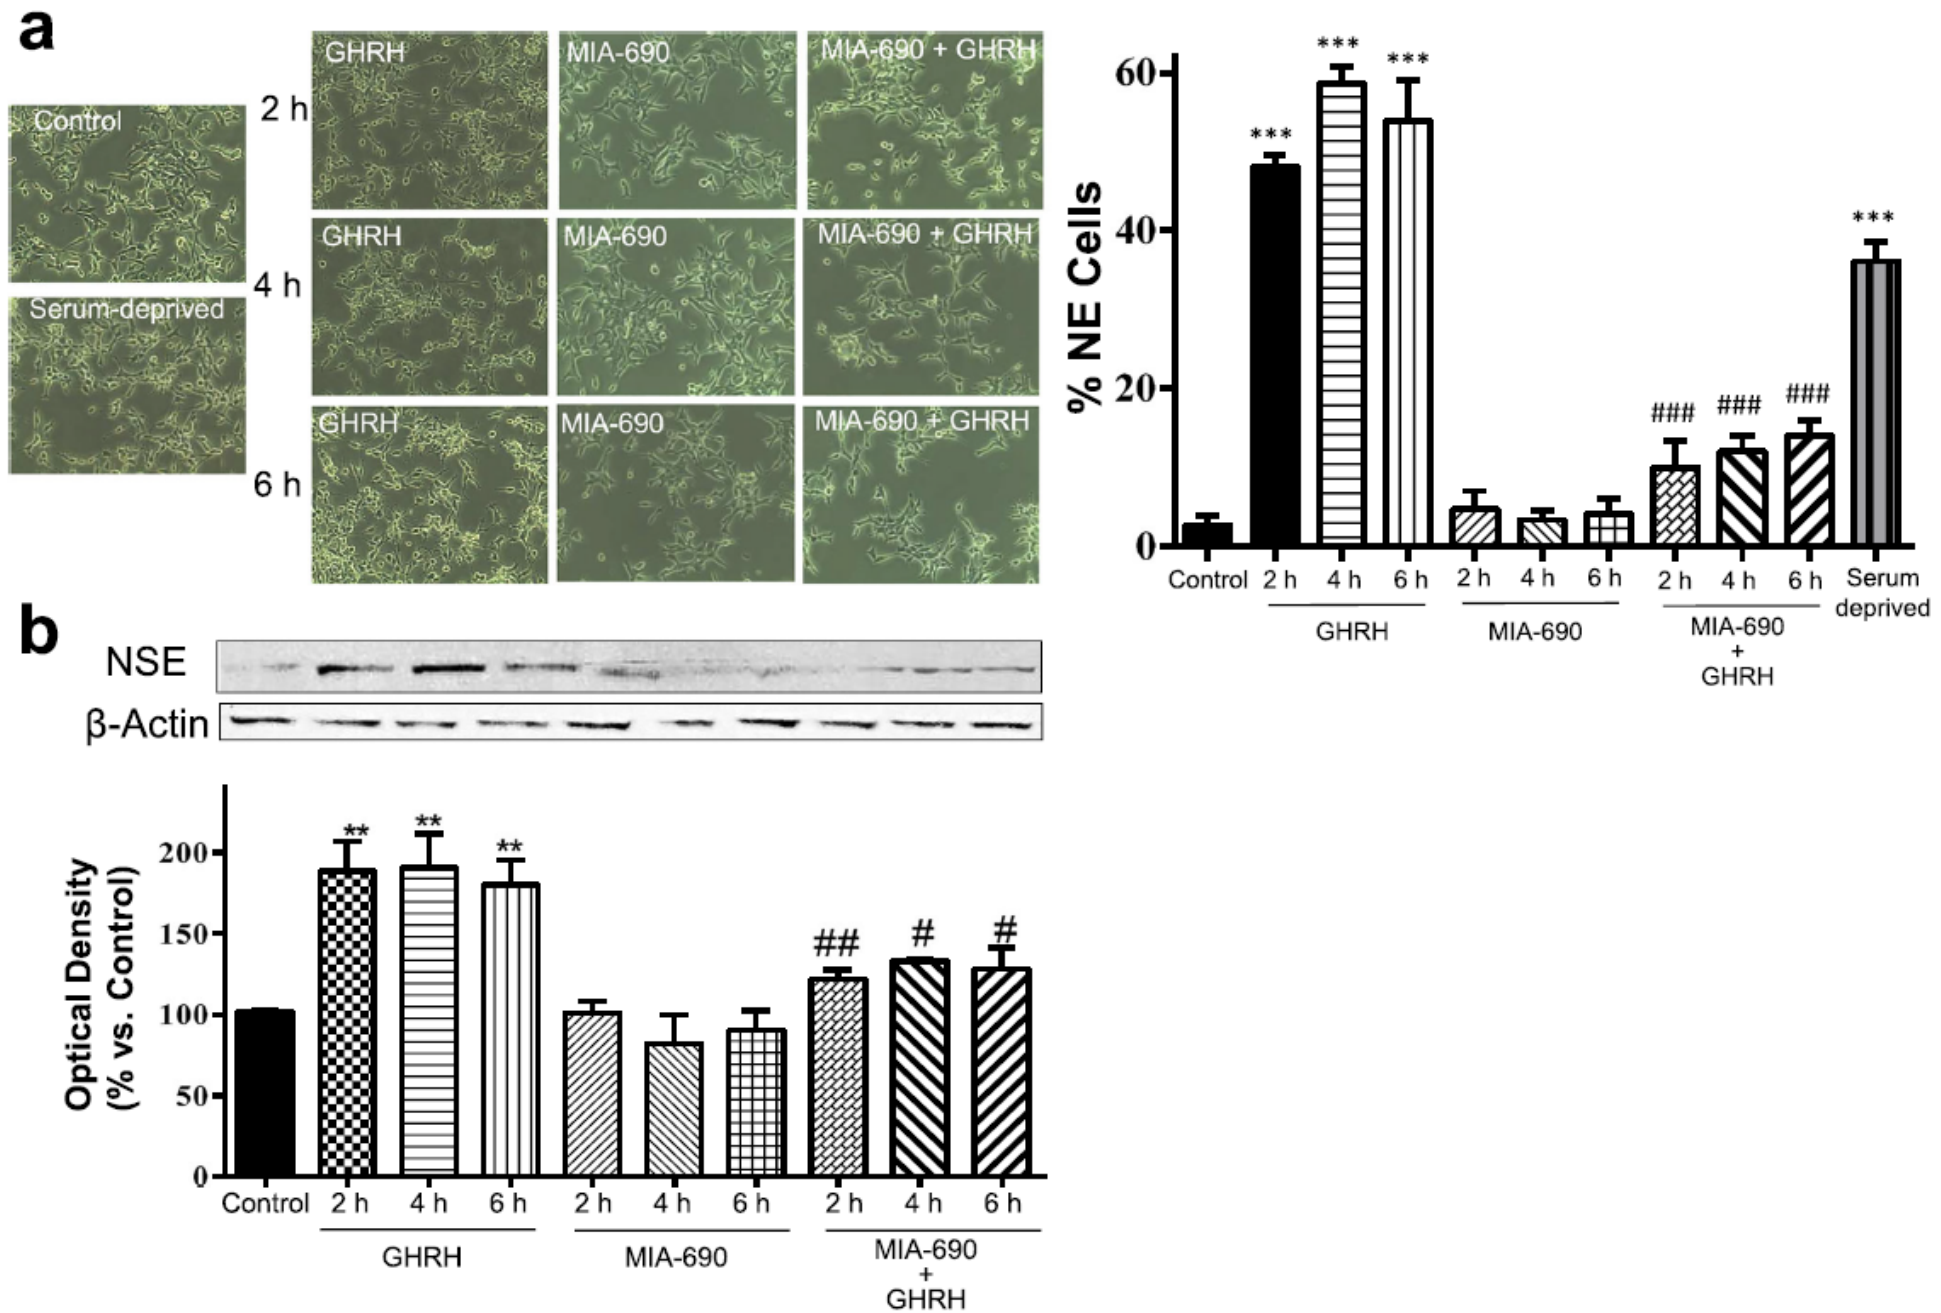 a
Control
Serum-deprived
2 h
GHRH
MIA-690
MIA-690 + GHRH
4 h
GHRH
MIA-690
MIA-690 + GHRH
6 h
GHRH
MIA-690
MIA-690 + GHRH
% NE Cells
60
40
20
0
***
***
***
###
###
###
***
Control
2 h
4 h
6 h
2 h
4 h
6 h
2 h
4 h
6 h
Serum
deprived
GHRH
MIA-690
MIA-690
+
GHRH
b
NSE
β-Actin
Optical Density
(% vs. Control)
200
150
100
50
0
**
**
**
##
#
#
Control
2 h
4 h
6 h
2 h
4 h
6 h
2 h
4 h
6 h
GHRH
MIA-690
MIA-690
+
GHRH